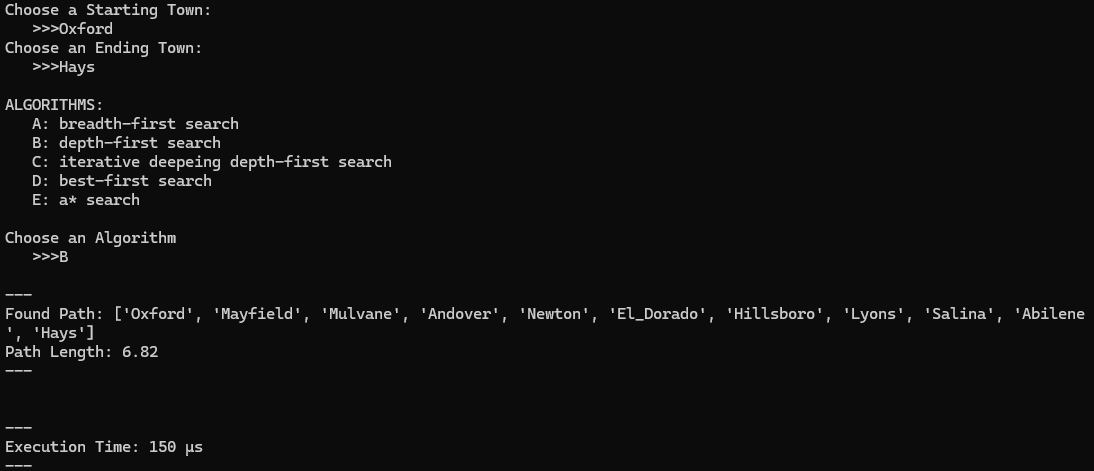 Choose a Starting Town:
   >>>Oxford
Choose an Ending Town:
   >>>Hays

ALGORITHMS:
   A: breadth-first search
   B: depth-first search
   C: iterative deepeing depth-first search
   D: best-first search
   E: a* search

Choose an Algorithm
   >>>B

---
Found Path: ['Oxford', 'Mayfield', 'Mulvane', 'Andover', 'Newton', 'El_Dorado', 'Hillsboro', 'Lyons', 'Salina', 'Abilene
', 'Hays']
Path Length: 6.82
---


---
Execution Time: 150 µs
---